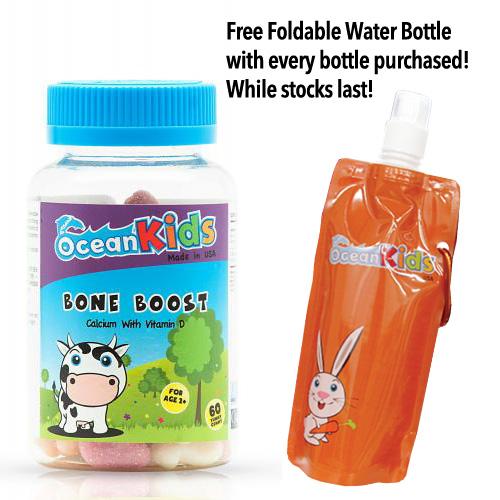 Free Foldable Water Bottle
with every bottle purchased!
While stocks last!
OceanKids
Made in USA
BONE BOOST
Calcium With Vitamin D
FOR
AGE 2+
60
OceanKids
USA